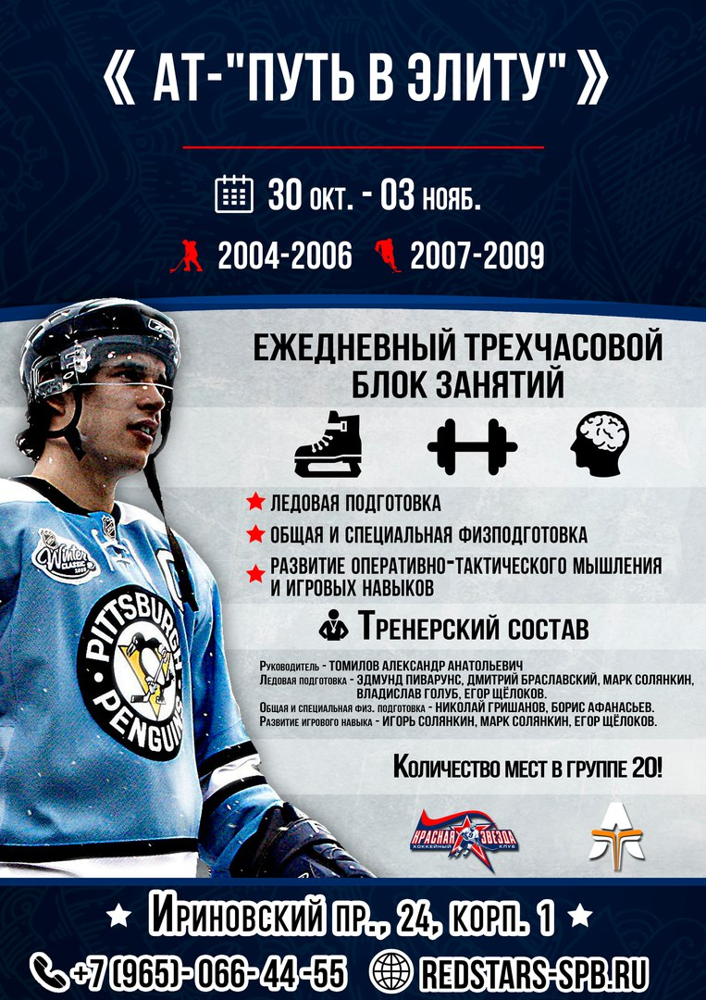 « АТ-"ПУТЬ В ЭЛИТУ" »
30 ОКТ. - 03 НОЯБ.
2004-2006 2007-2009
ЕЖЕДНЕВНЫЙ ТРЕХЧАСОВОЙ
БЛОК ЗАНЯТИЙ
ЛЕДОВАЯ ПОДГОТОВКА
ОБЩАЯ И СПЕЦИАЛЬНАЯ ФИЗПОДГОТОВКА
РАЗВИТИЕ ОПЕРАТИВНО-ТАКТИЧЕСКОГО МЫШЛЕНИЯ
И ИГРОВЫХ НАВЫКОВ
ТРЕНЕРСКИЙ СОСТАВ
РУКОВОДИТЕЛЬ - ТОМИЛОВ АЛЕКСАНДР АНАТОЛЬЕВИЧ
ЛЕДОВАЯ ПОДГОТОВКА - ЭДМУНД ПИВАРУНС, ДМИТРИЙ БРАСЛАВСКИЙ, МАРК СОЛЯНКИН,
ВЛАДИСЛАВ ГОЛУБ, ЕГОР ЩЁЛОКОВ.
ОБЩАЯ И СПЕЦИАЛЬНАЯ ФИЗ. ПОДГОТОВКА - НИКОЛАЙ ГРИШАНОВ, БОРИС АФАНАСЬЕВ.
РАЗВИТИЕ ИГРОВОГО НАВЫКА - ИГОРЬ СОЛЯНКИН, МАРК СОЛЯНКИН, ЕГОР ЩЁЛОКОВ.
КОЛИЧЕСТВО МЕСТ В ГРУППЕ 20!
Winter
CLASSIC
2008
C
PITTSBURGH
PENGUINS
КРАСНАЯ ЗВЕЗДА
ХОККЕЙНЫЙ КЛУБ
ИРИНОВСКИЙ ПР., 24, КОРП. 1
+7 (965)-066-44-55 REDSTARS-SPB.RU